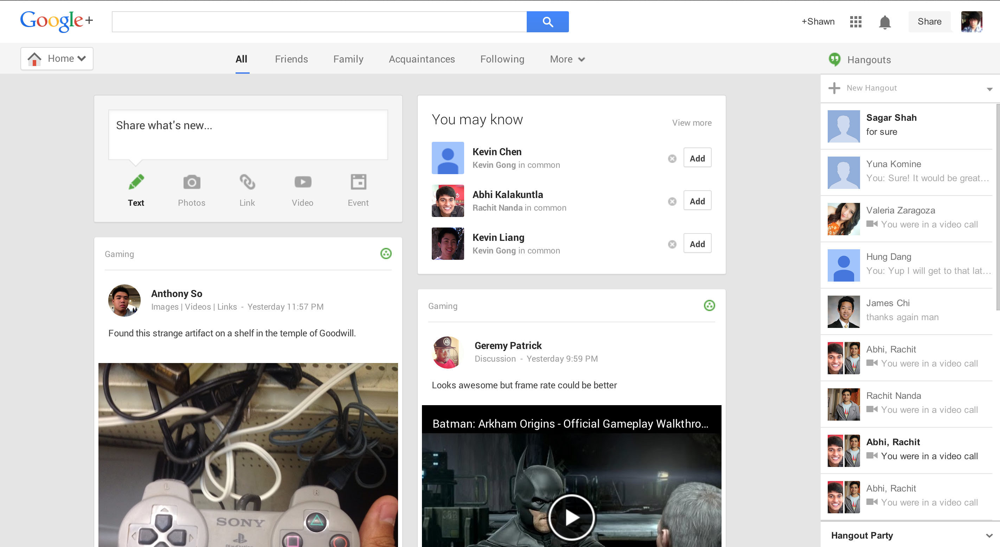 Google+
+Shawn
Share
Home
All Friends Family Acquaintances Following More
Hangouts
Share what's new...
Text Photos Link Video Event
Gaming
Anthony So
Images | Videos | Links - Yesterday 11:57 PM
Found this strange artifact on a shelf in the temple of Goodwill.
L
R
SONY
PlayStation
You may know
View more
Kevin Chen
Kevin Gong in common
Add
Abhi Kalakuntla
Rachit Nanda in common
Add
Kevin Liang
Kevin Gong in common
Add
Gaming
EA
Geremy Patrick
Discussion - Yesterday 9:59 PM
Looks awesome but frame rate could be better
Batman: Arkham Origins - Official Gameplay Walkthro...
New Hangout
Sagar Shah
for sure
Yuna Komine
You: Sure! It would be great...
Valeria Zaragoza
You were in a video call
Hung Dang
You: Yup I will get to that lat...
James Chi
thanks again man
Abhi, Rachit
You were in a video call
Rachit Nanda
You were in a video call
Abhi, Rachit
You were in a video call
Abhi, Rachit
You were in a video call
Hangout Party